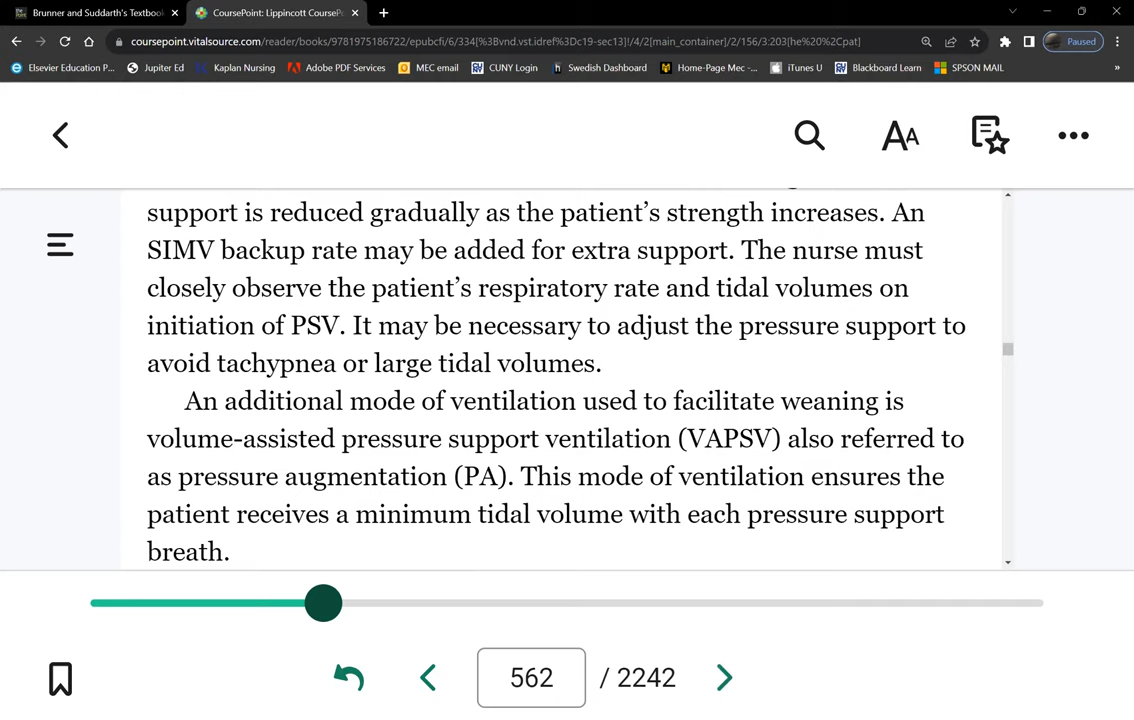 Brunner and Suddarth's Textbook
CoursePoint: Lippincott CourseP
coursepoint.vitalsource.com/reader/books/9781975186722/epubcfi/6/334[%3Bvnd.vst.idref%3Dc19-sec13]!/4/2[main_container]/2/156/3:203[he%20%2Cpat]
Paused
Elsevier Education P...
Jupiter Ed
Kaplan Nursing
Adobe PDF Services
MEC email
CUNY Login
Swedish Dashboard
Home-Page Mec -...
iTunes U
Blackboard Learn
SPSON MAIL
»
AA
support is reduced gradually as the patient’s strength increases. An
SIMV backup rate may be added for extra support. The nurse must
closely observe the patient’s respiratory rate and tidal volumes on
initiation of PSV. It may be necessary to adjust the pressure support to
avoid tachypnea or large tidal volumes.
An additional mode of ventilation used to facilitate weaning is
volume-assisted pressure support ventilation (VAPSV) also referred to
as pressure augmentation (PA). This mode of ventilation ensures the
patient receives a minimum tidal volume with each pressure support
breath.
562 / 2242